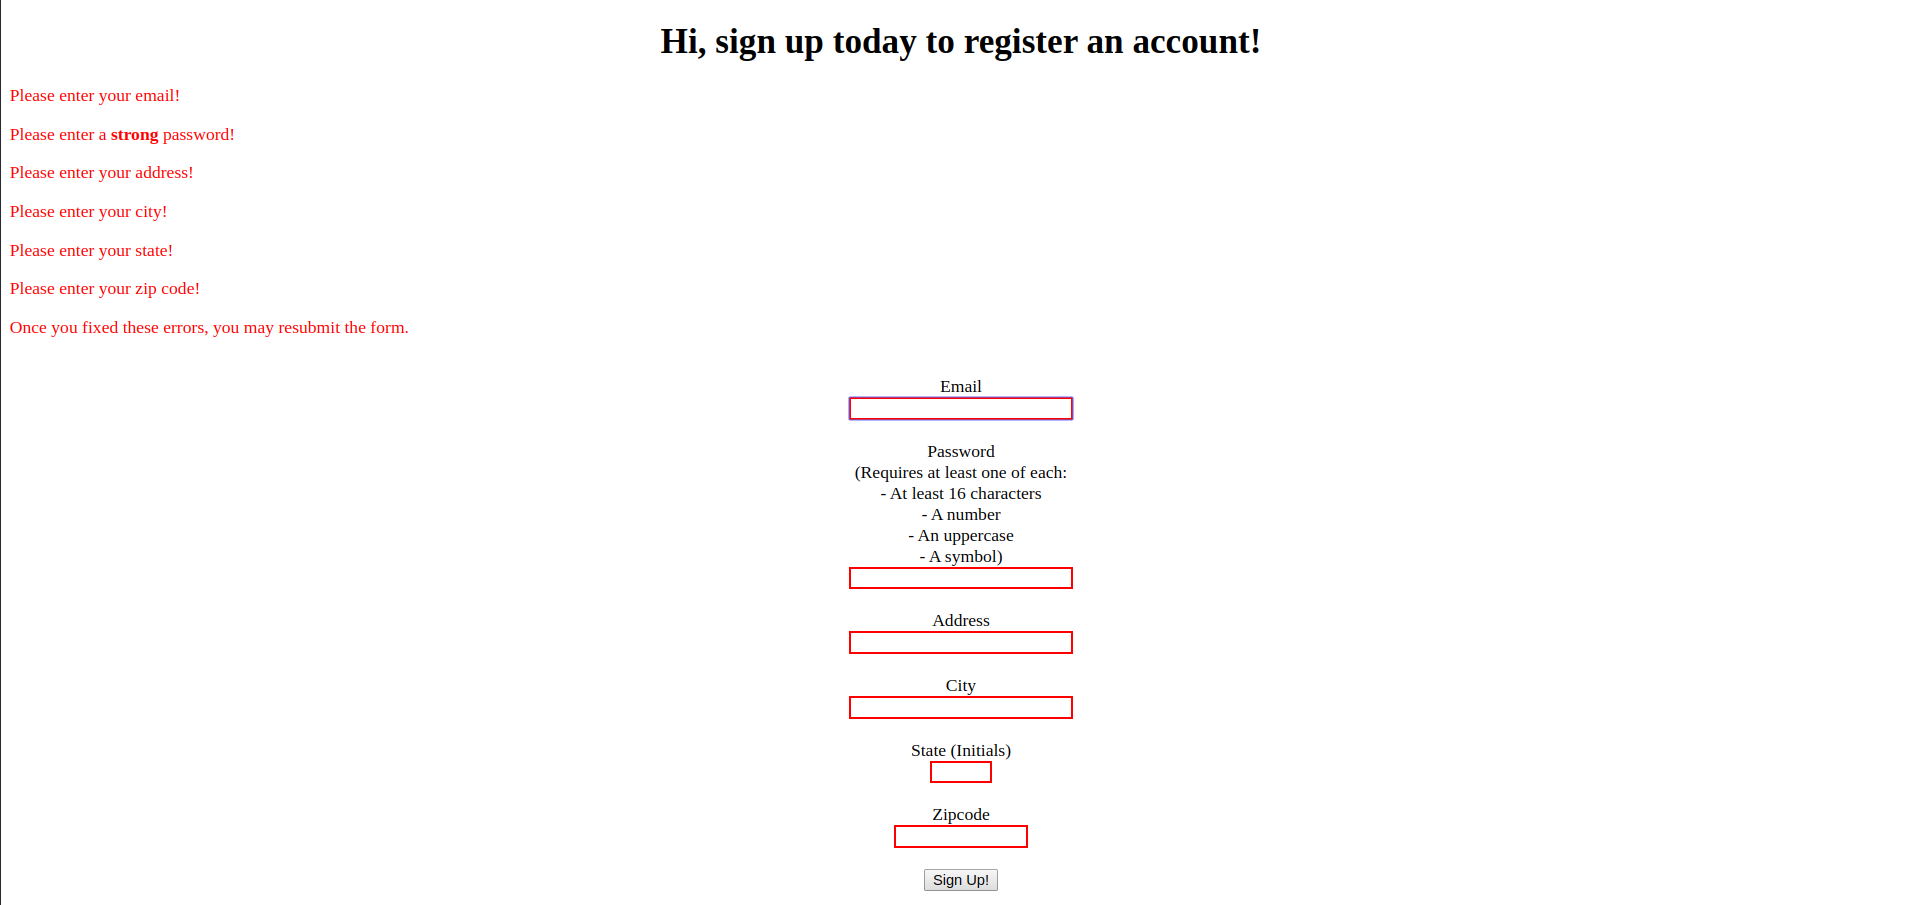 Hi, sign up today to register an account!
Please enter your email!
Please enter a strong password!
Please enter your address!
Please enter your city!
Please enter your state!
Please enter your zip code!
Once you fixed these errors, you may resubmit the form.
Email
Password
(Requires at least one of each:
- At least 16 characters
- A number
- An uppercase
- A symbol)
Address
City
State (Initials)
Zipcode
Sign Up!